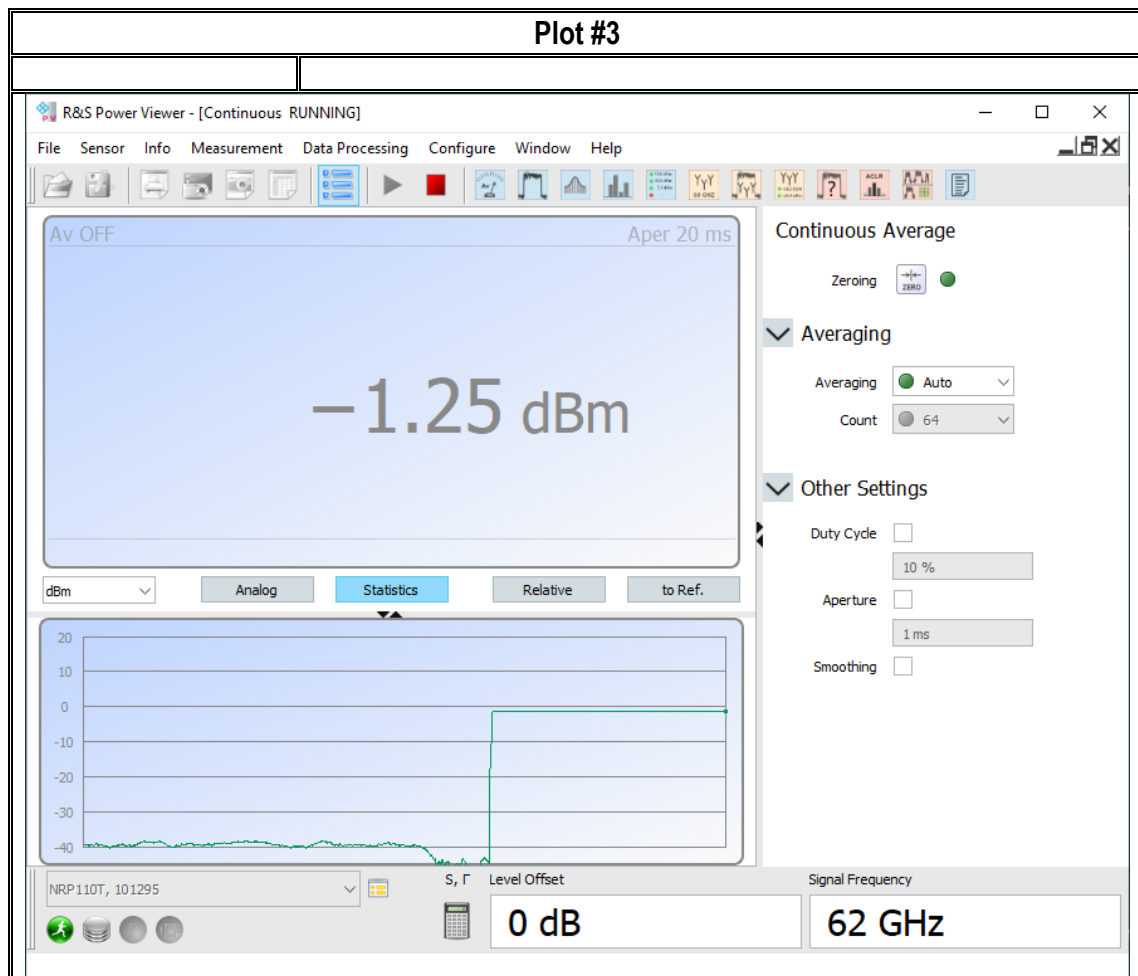 Plot #3
R&S Power Viewer - [Continuous RUNNING]
File Sensor Info Measurement Data Processing Configure Window Help
Av OFF Aper 20 ms
−1.25 dBm
dBm Analog Statistics Relative to Ref.
20
10
0
-10
-20
-30
-40
Continuous Average
Zeroing ZERO
Averaging
Averaging Auto
Count 64
Other Settings
Duty Cycle
10 %
Aperture
1 ms
Smoothing
NRP110T, 101295
S, Γ Level Offset Signal Frequency
0 dB 62 GHz